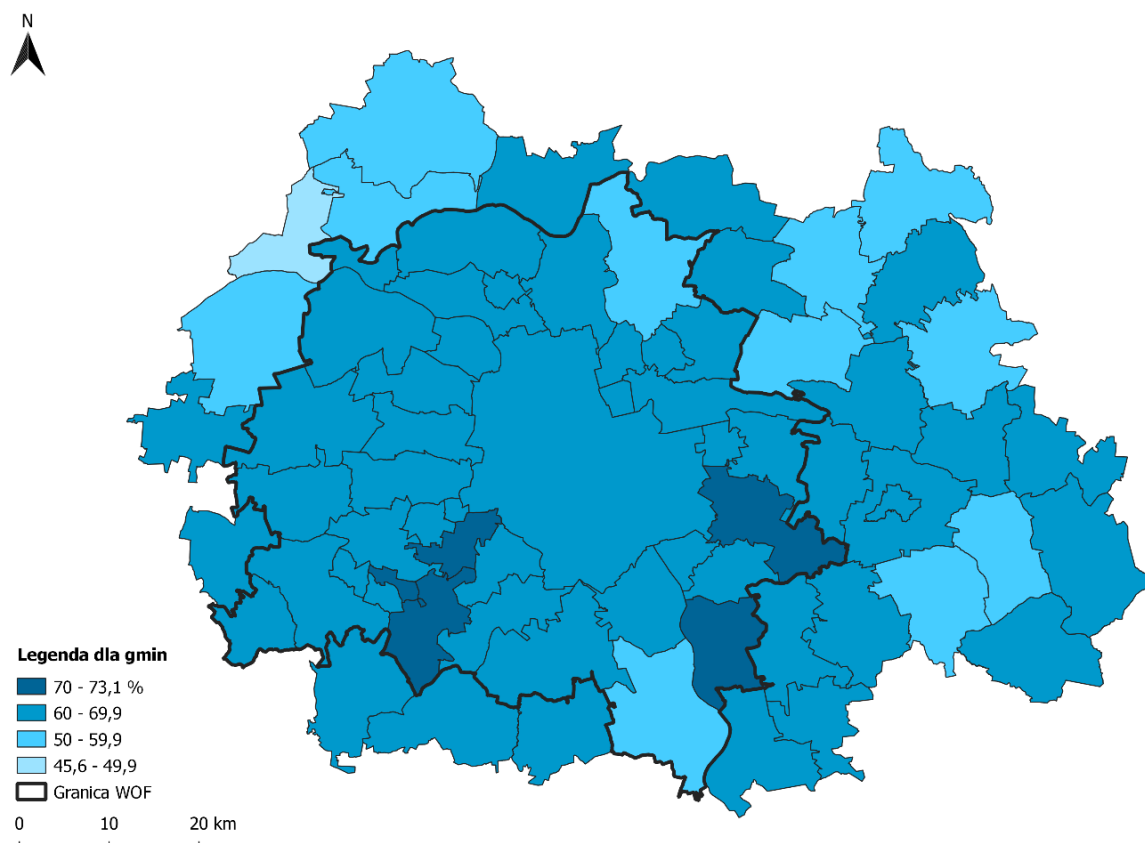 N
Legenda dla gmin
70 - 73,1 %
60 - 69,9
50 - 59,9
45,6 - 49,9
Granica WOF
0 10 20 km